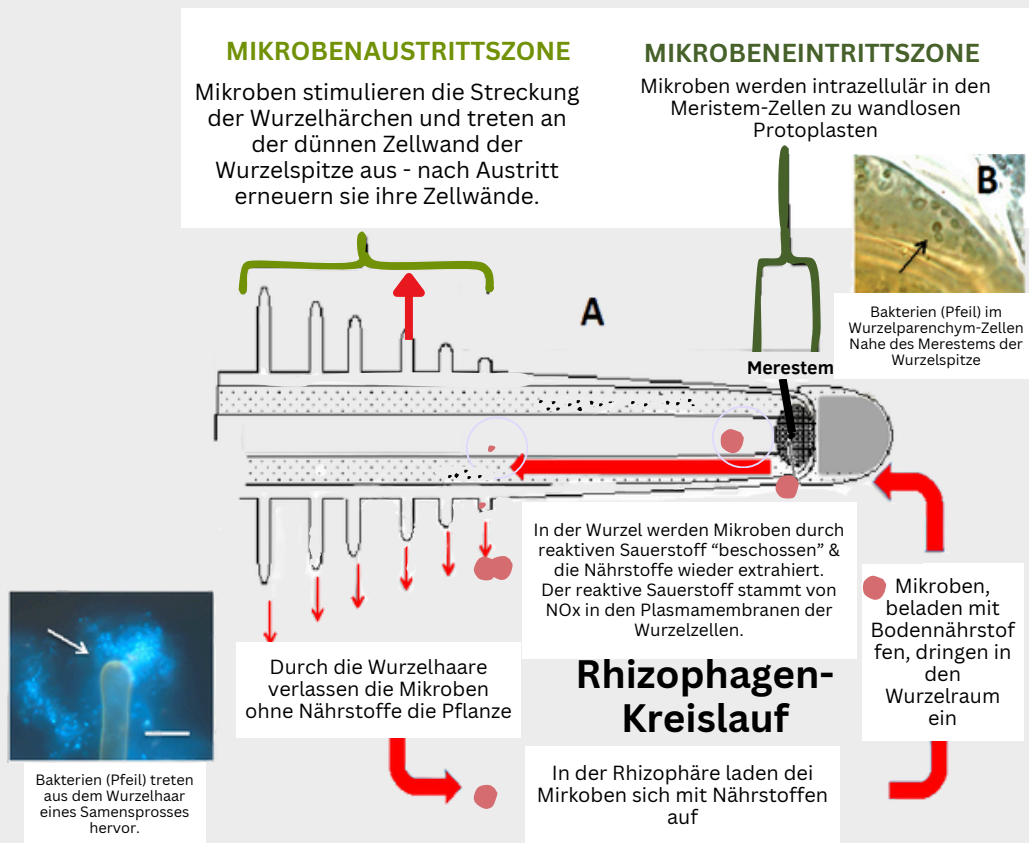 MIKROBENAUSTRITTSZONE
Mikroben stimulieren die Streckung
der Wurzelhärchen und treten an
der dünnen Zellwand der
Wurzelspitze aus - nach Austritt
erneuern sie ihre Zellwände.
MIKROBENEINTRITTSZONE
Mikroben werden intrazellulär in den
Meristem-Zellen zu wandlosen
Protoplasten
B
Bakterien (Pfeil) im
Wurzelparenchym-Zellen
Nahe des Merestems der
Wurzelspitze
A
Merestem
In der Wurzel werden Mikroben durch
reaktiven Sauerstoff “beschossen” &
die Nährstoffe wieder extrahiert.
Der reaktive Sauerstoff stammt von
NOx in den Plasmamembranen der
Wurzelzellen.
Mikroben,
beladen mit
Bodennährstof
fen, dringen in
den
Wurzelraum
ein
Durch die Wurzelhaare
verlassen die Mikroben
ohne Nährstoffe die Pflanze
Rhizophagen-
Kreislauf
In der Rhizophäre laden dei
Mirkoben sich mit Nährstoffen
auf
Bakterien (Pfeil) treten
aus dem Wurzelhaar
eines Samensprosses
hervor.